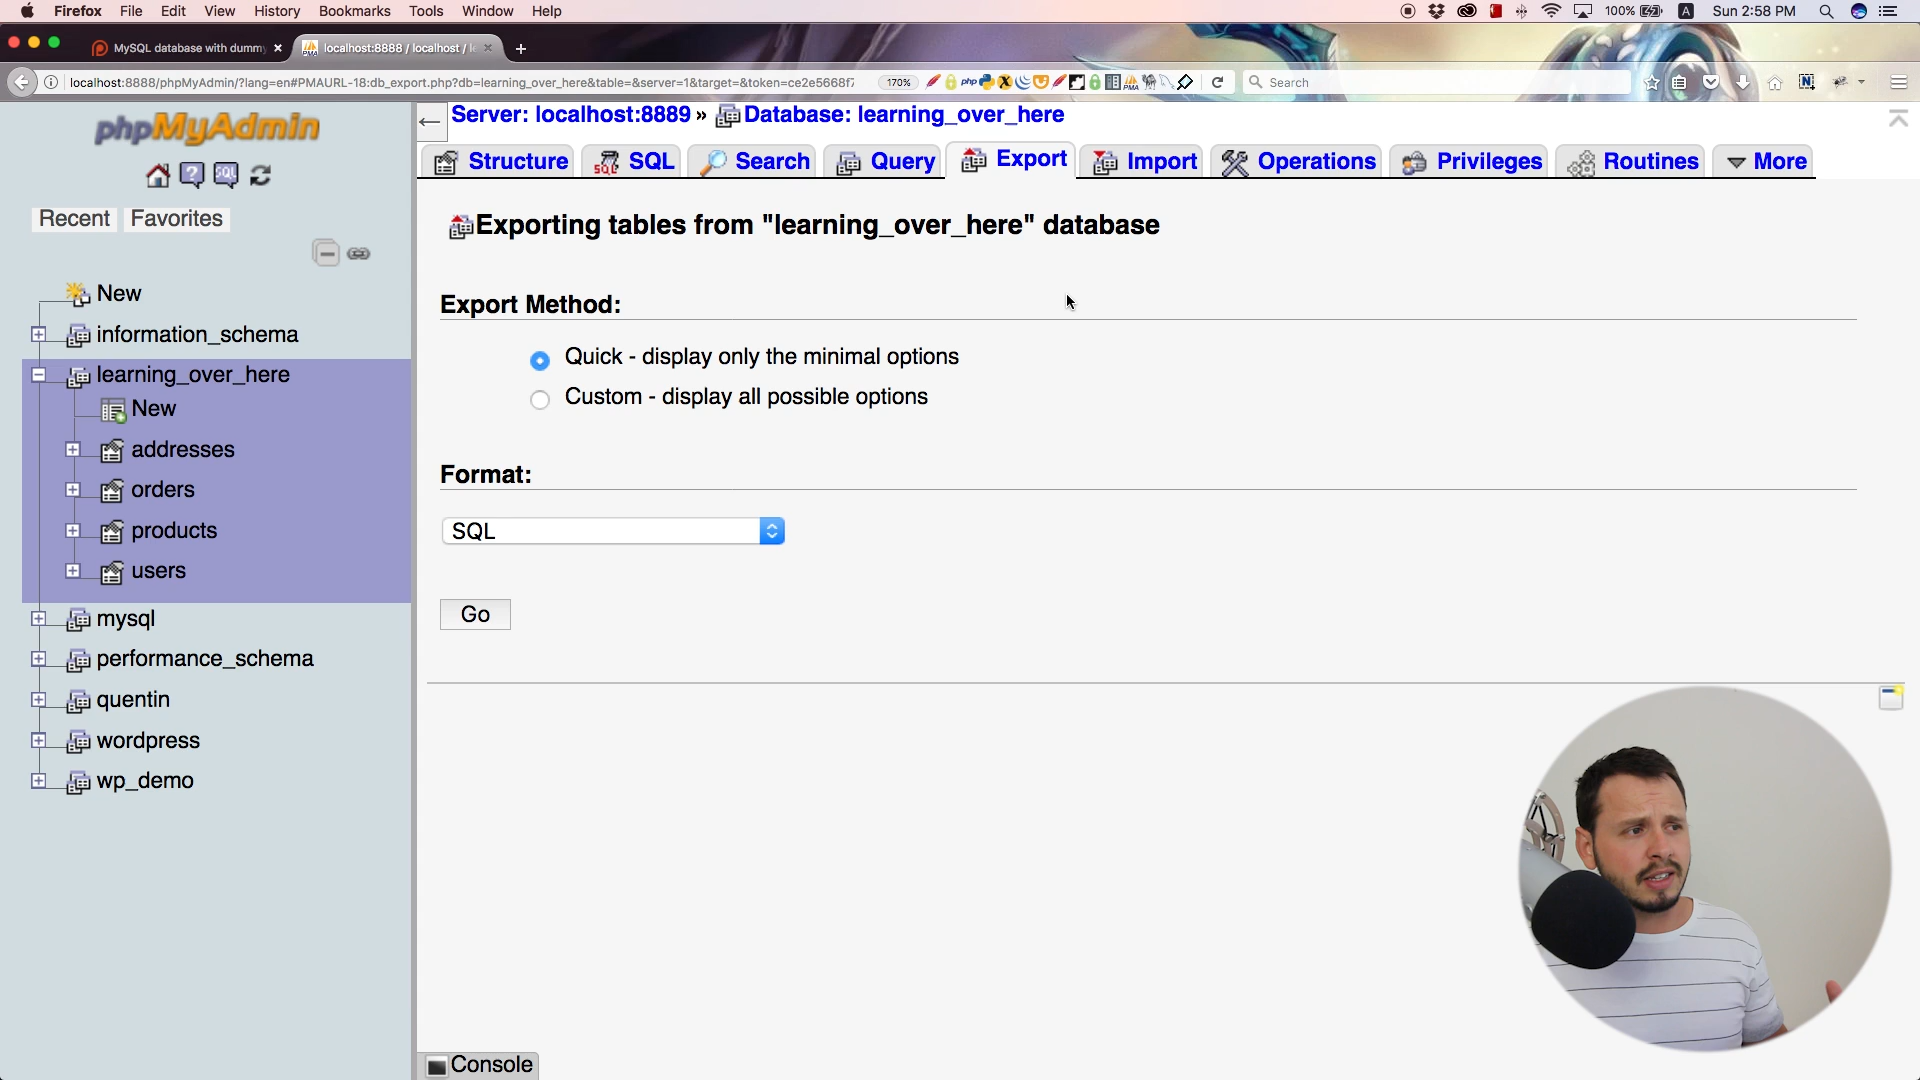 Firefox File Edit View History Bookmarks Tools Window Help
100% A Sun 2:58 PM
MySQL database with dummy
localhost:8888 / localhost / le
localhost:8888/phpMyAdmin/?lang=en#PMAURL-18:db_export.php?db=learning_over_here&table=&server=1&target=&token=ce2e5668f7
170%
Search
phpMyAdmin
Recent Favorites
New
information_schema
learning_over_here
New
addresses
orders
products
users
mysql
performance_schema
quentin
wordpress
wp_demo
Server: localhost:8889 » Database: learning_over_here
Structure SQL Search Query Export Import Operations Privileges Routines More
Exporting tables from "learning_over_here" database
Export Method:
Quick - display only the minimal options
Custom - display all possible options
Format:
SQL
Go
Console